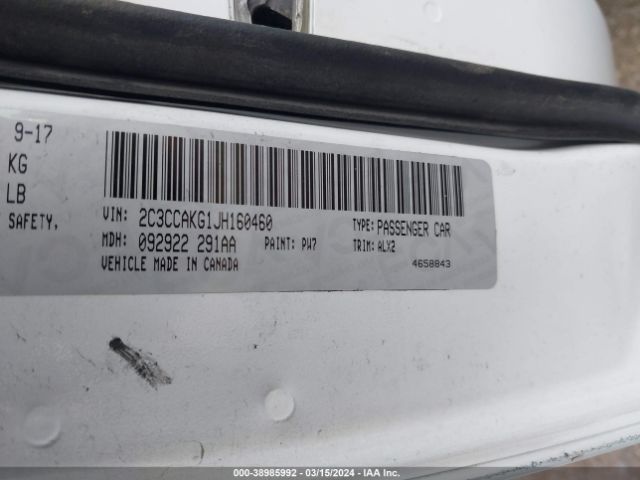 9-17
KG
LB
SAFETY,
VIN: 2C3CCAKG1JH160460 TYPE: PASSENGER CAR
MDH: 092922 291AA PAINT: PW7 TRIM: ALX2
VEHICLE MADE IN CANADA 4658843
000-38985992 - 03/15/2024 - IAA Inc.